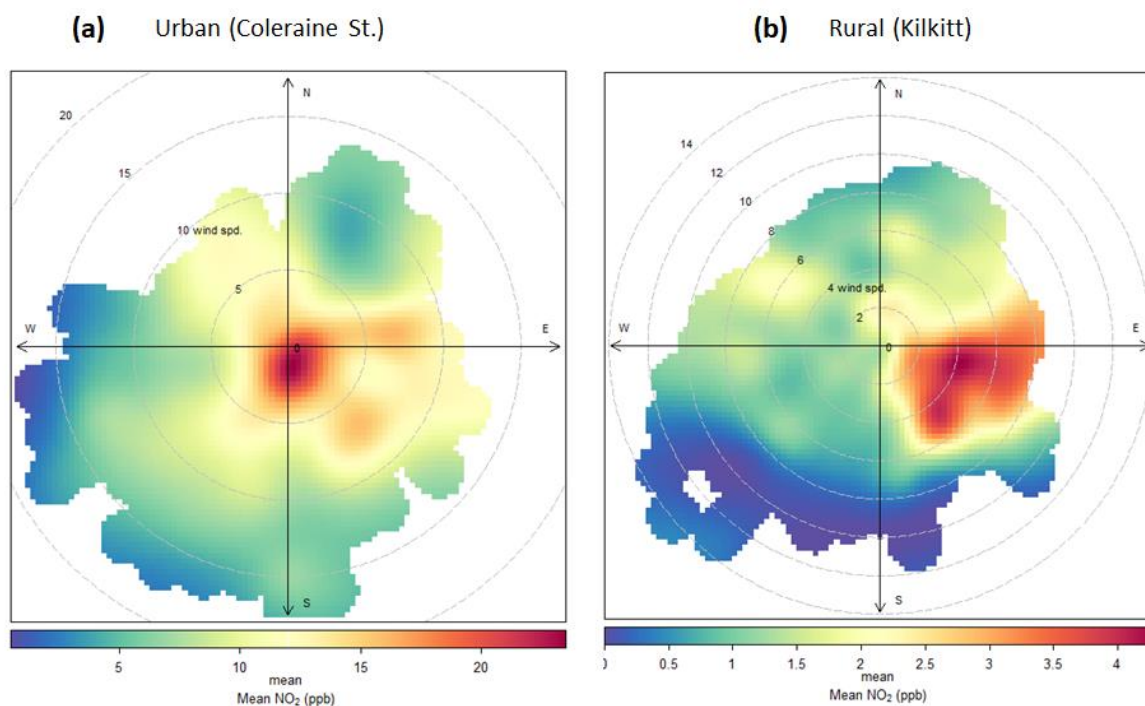 (a) Urban (Coleraine St.)
N
20
15
10 wind spd.
5
W
0
E
S
5 10 15 20
mean
Mean NO₂ (ppb)
(b) Rural (Kilkitt)
N
14
12
10
8
6
4 wind spd.
2
W
0
E
S
0 0.5 1 1.5 2 2.5 3 3.5 4
mean
Mean NO₂ (ppb)